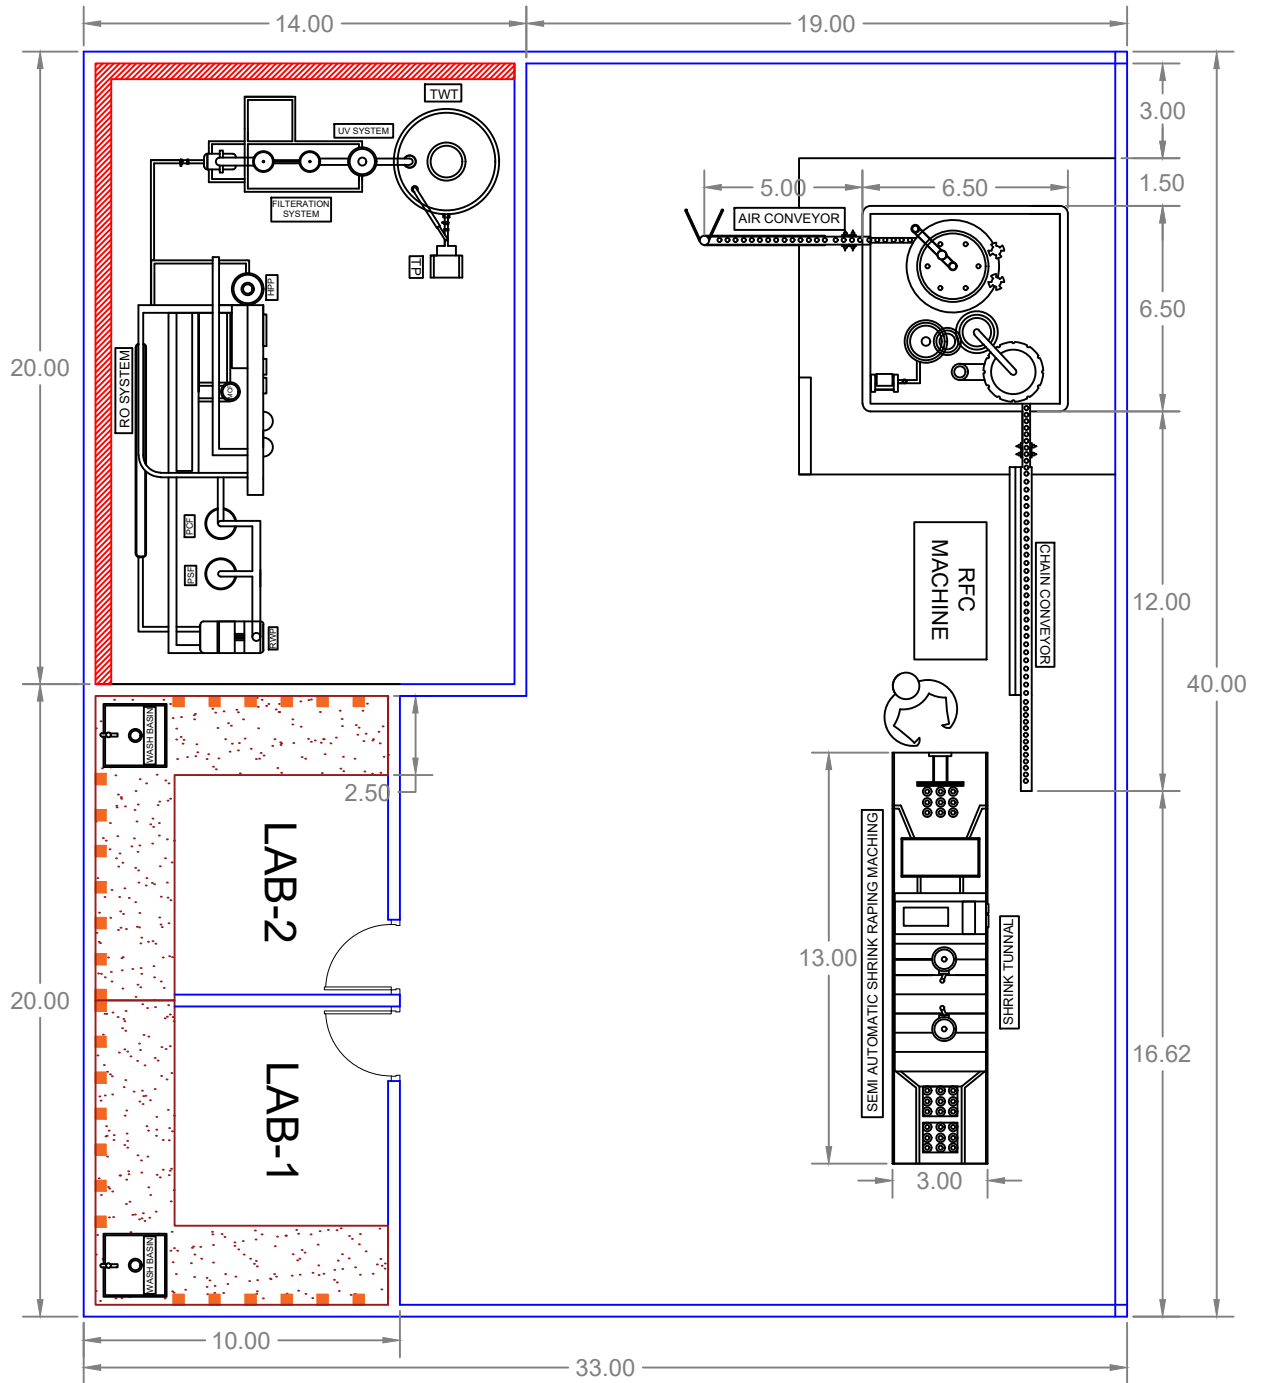 14.00
19.00
TWT
3.00
UV SYSTEM
1.50
5.00
6.50
FILTERATION
SYSTEM
AIR CONVEYOR
TP
HPP
6.50
20.00
RO SYSTEM
RFC
MACHINE
CHAIN CONVEYOR
12.00
PCF
PSF
RWP
40.00
WASH BASIN
2.50
LAB-2
SEMI AUTOMATIC SHRINK RAPING MACHING
13.00
SHRINK TUNNAL
20.00
16.62
LAB-1
3.00
WASH BASIN
10.00
33.00